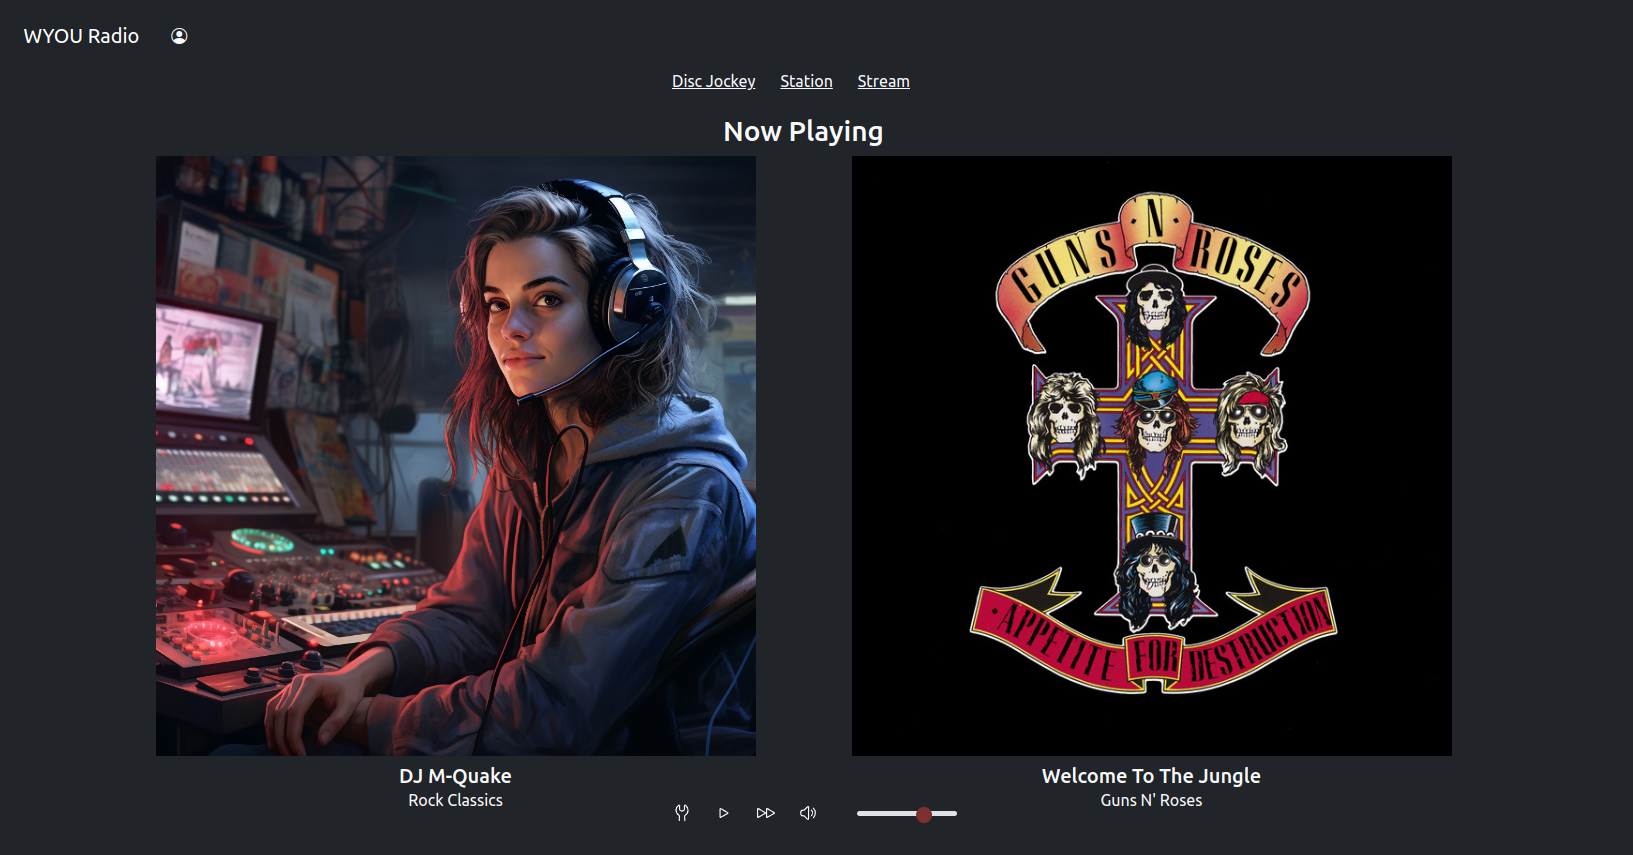 WYOU Radio
Disc Jockey Station Stream
Now Playing
GUNS N ROSES
APPETITE FOR DESTRUCTION
DJ M-Quake
Rock Classics
Welcome To The Jungle
Guns N' Roses